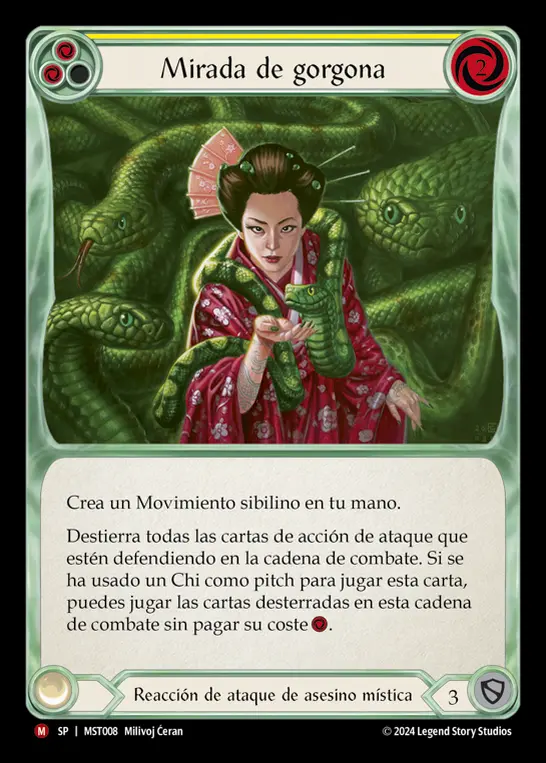 Mirada de gorgona
2
Crea un Movimiento sibilino en tu mano.
Destierra todas las cartas de acción de ataque que
estén defendiendo en la cadena de combate. Si se
ha usado un Chi como pitch para jugar esta carta,
puedes jugar las cartas desterradas en esta cadena
de combate sin pagar su coste .
Reacción de ataque de asesino mística
3
M SP | MST008 Milivoj Ćeran
© 2024 Legend Story Studios